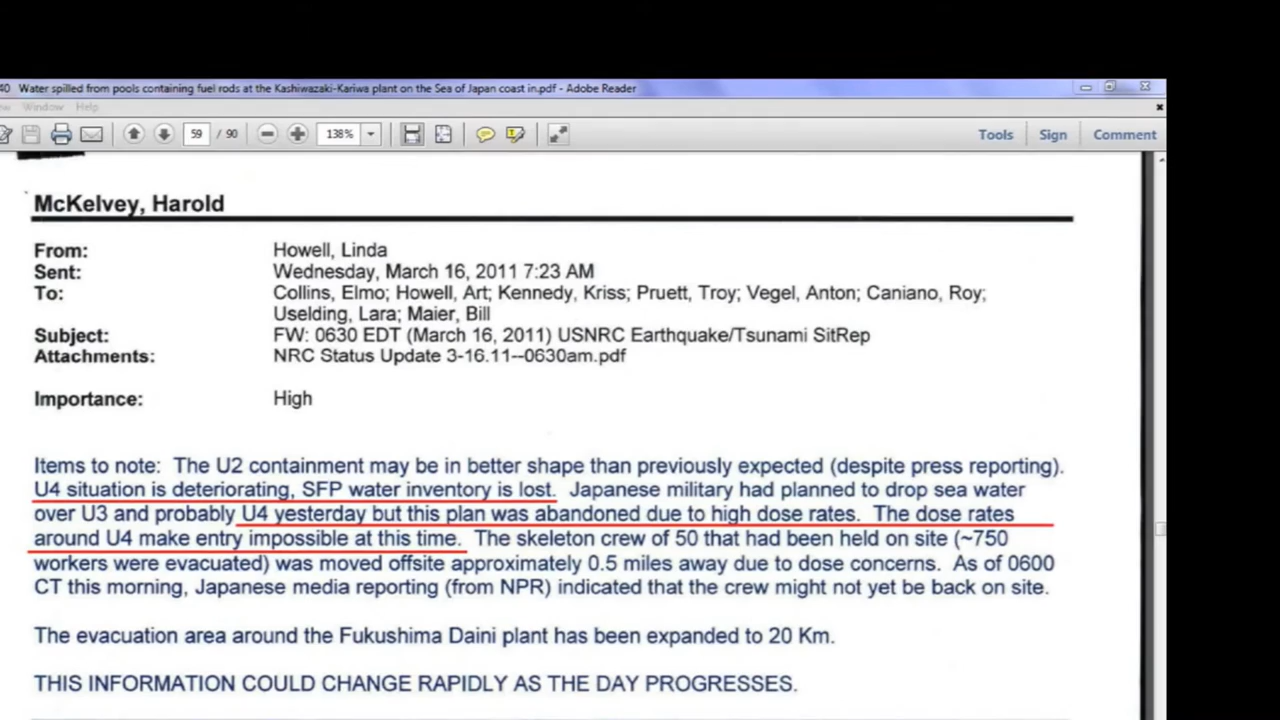 40 Water spilled from pools containing fuel rods at the Kashiwazaki-Kariwa plant on the Sea of Japan coast in.pdf - Adobe Reader
Window Help
59 / 90 138% Tools Sign Comment
McKelvey, Harold
From: Howell, Linda
Sent: Wednesday, March 16, 2011 7:23 AM
To: Collins, Elmo; Howell, Art; Kennedy, Kriss; Pruett, Troy; Vegel, Anton; Caniano, Roy;
Uselding, Lara; Maier, Bill
Subject: FW: 0630 EDT (March 16, 2011) USNRC Earthquake/Tsunami SitRep
Attachments: NRC Status Update 3-16.11--0630am.pdf
Importance: High
Items to note: The U2 containment may be in better shape than previously expected (despite press reporting).
U4 situation is deteriorating, SFP water inventory is lost. Japanese military had planned to drop sea water
over U3 and probably U4 yesterday but this plan was abandoned due to high dose rates. The dose rates
around U4 make entry impossible at this time. The skeleton crew of 50 that had been held on site (~750
workers were evacuated) was moved offsite approximately 0.5 miles away due to dose concerns. As of 0600
CT this morning, Japanese media reporting (from NPR) indicated that the crew might not yet be back on site.
The evacuation area around the Fukushima Daini plant has been expanded to 20 Km.
THIS INFORMATION COULD CHANGE RAPIDLY AS THE DAY PROGRESSES.